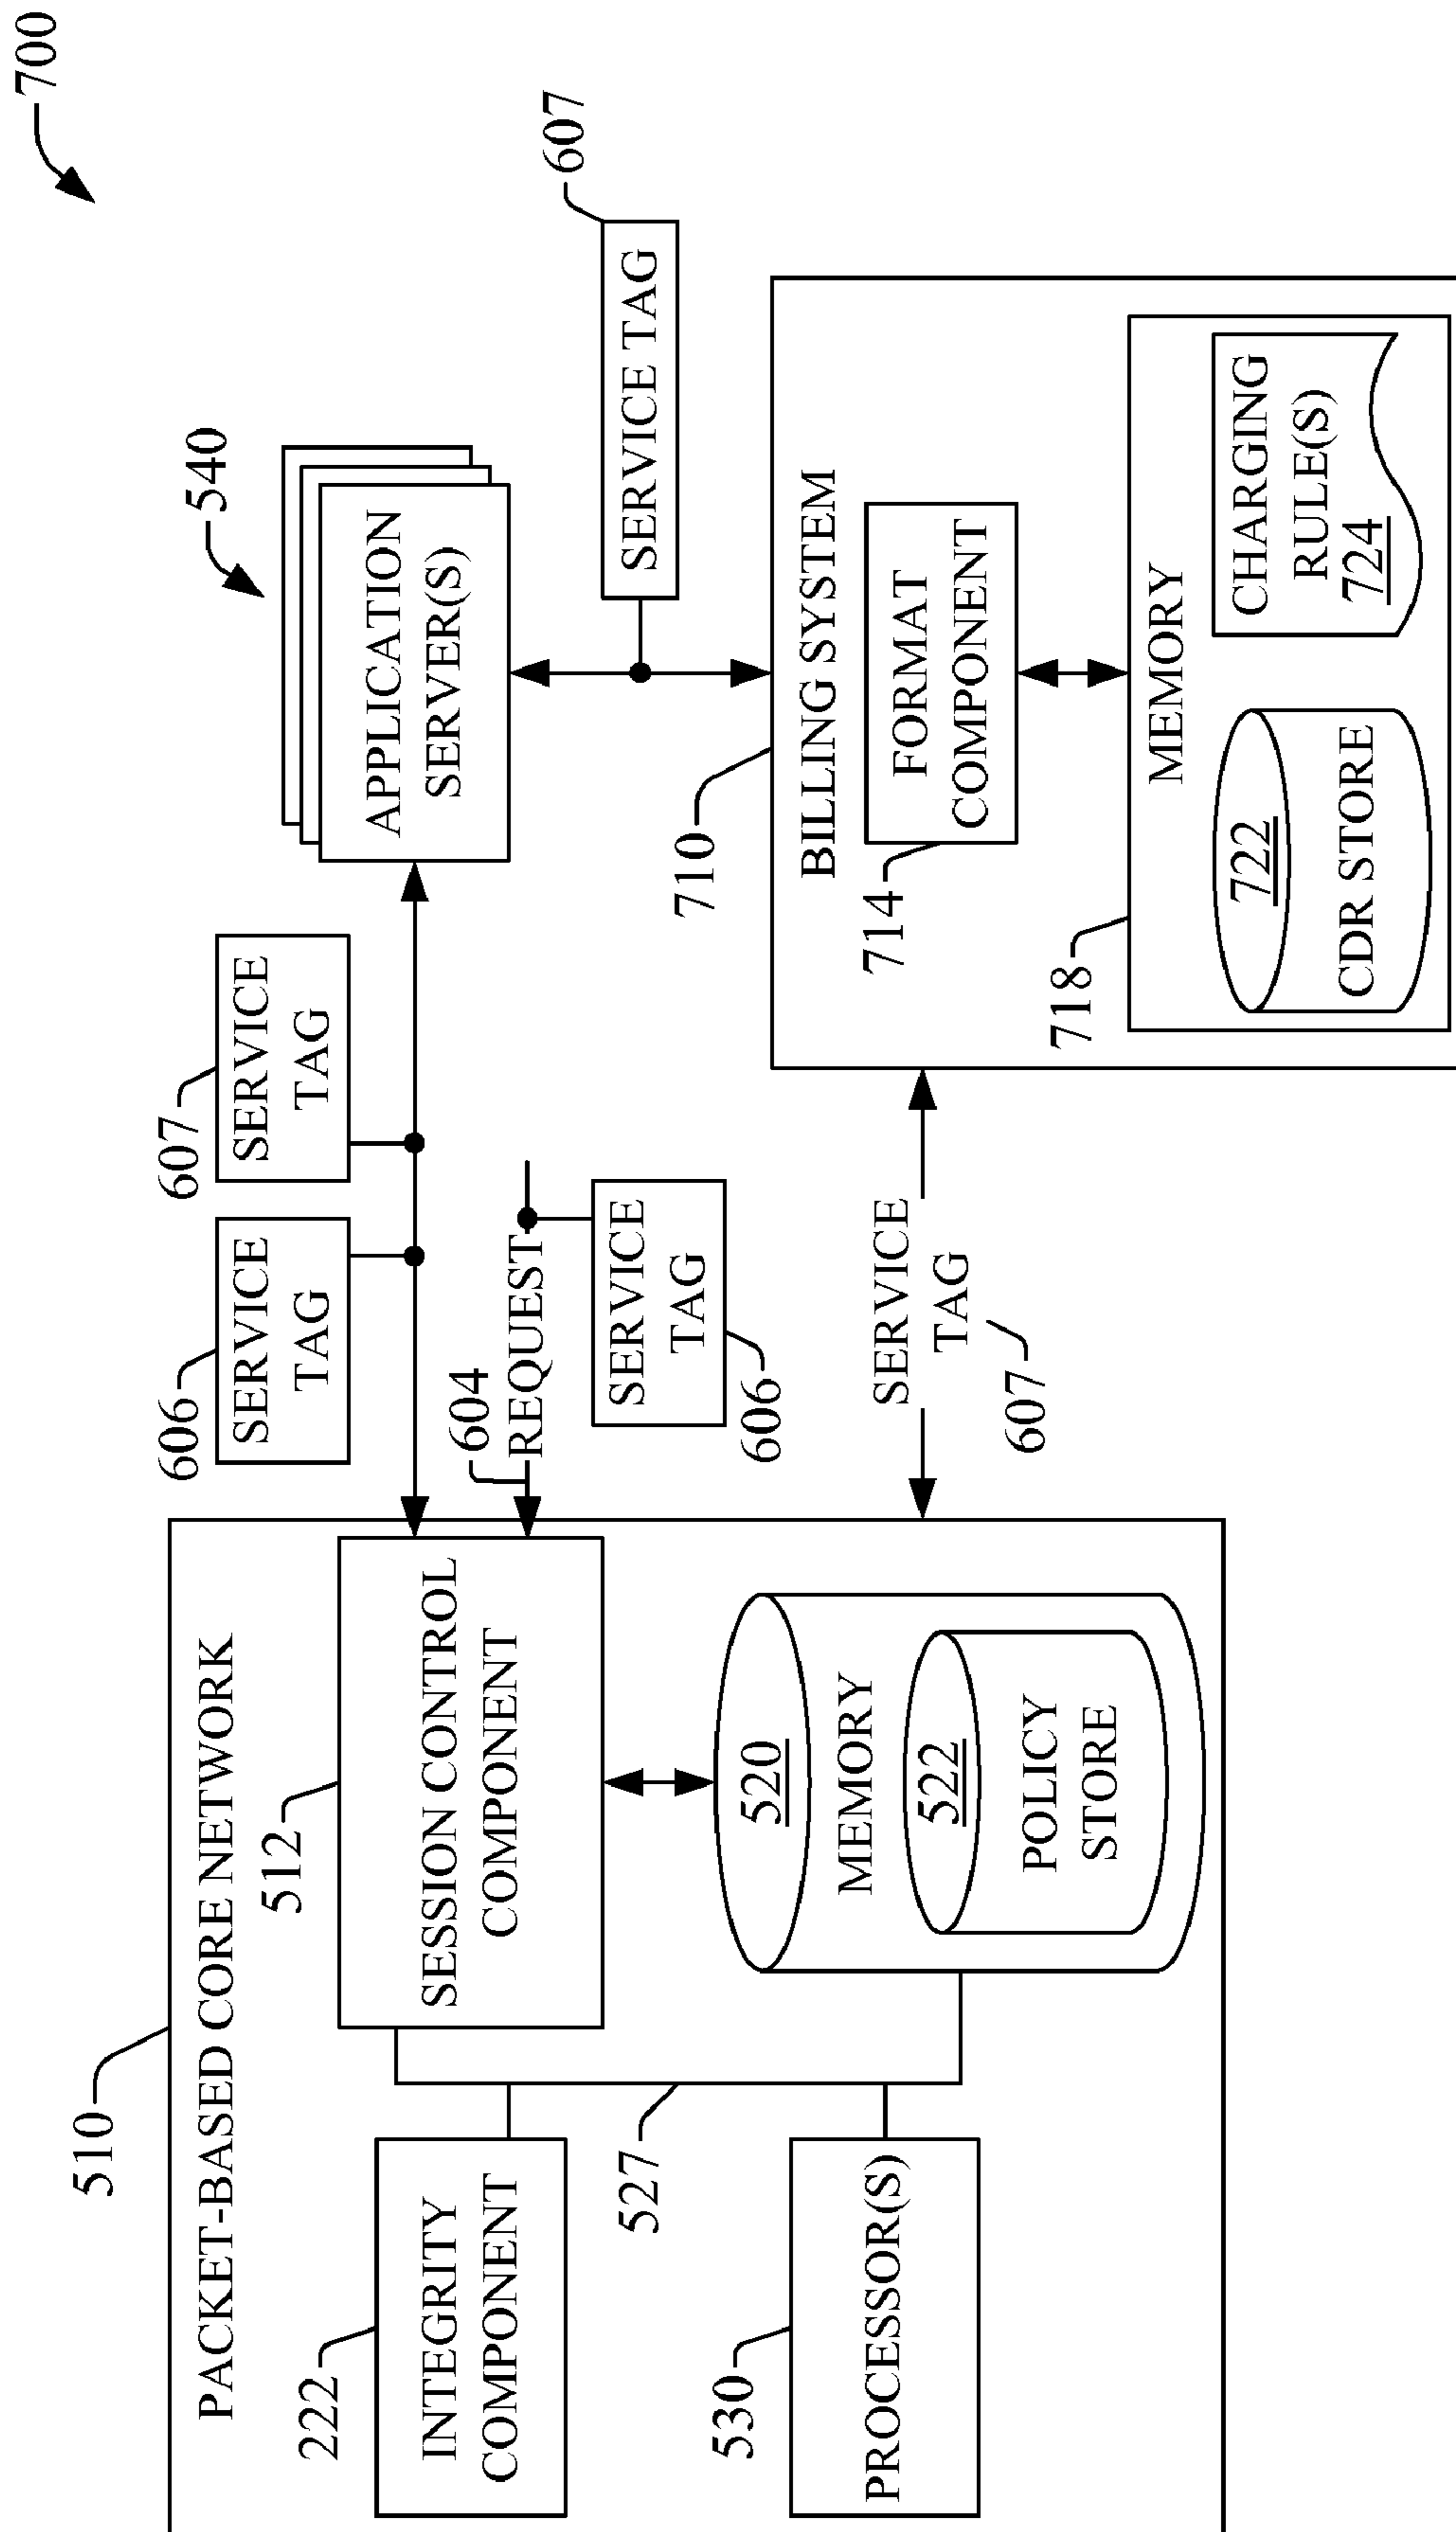 700
510
PACKET-BASED CORE NETWORK
222
INTEGRITY
COMPONENT
512
SESSION CONTROL
COMPONENT
527
530
PROCESSOR(S)
520
MEMORY
522
POLICY
STORE
606
SERVICE
TAG
607
SERVICE
TAG
604
REQUEST
SERVICE
TAG
606
SERVICE
TAG
607
540
APPLICATION
SERVER(S)
607
SERVICE TAG
710
BILLING SYSTEM
714
FORMAT
COMPONENT
718
MEMORY
722
CDR STORE
CHARGING
RULE(S)
724